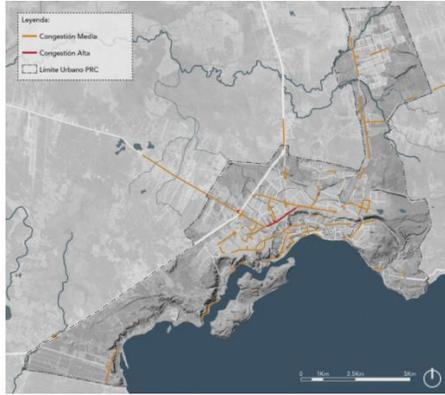 Leyenda:
Congestión Media
Congestión Alta
Límite Urbano PRC
0 1Km 2.5Km 5Km